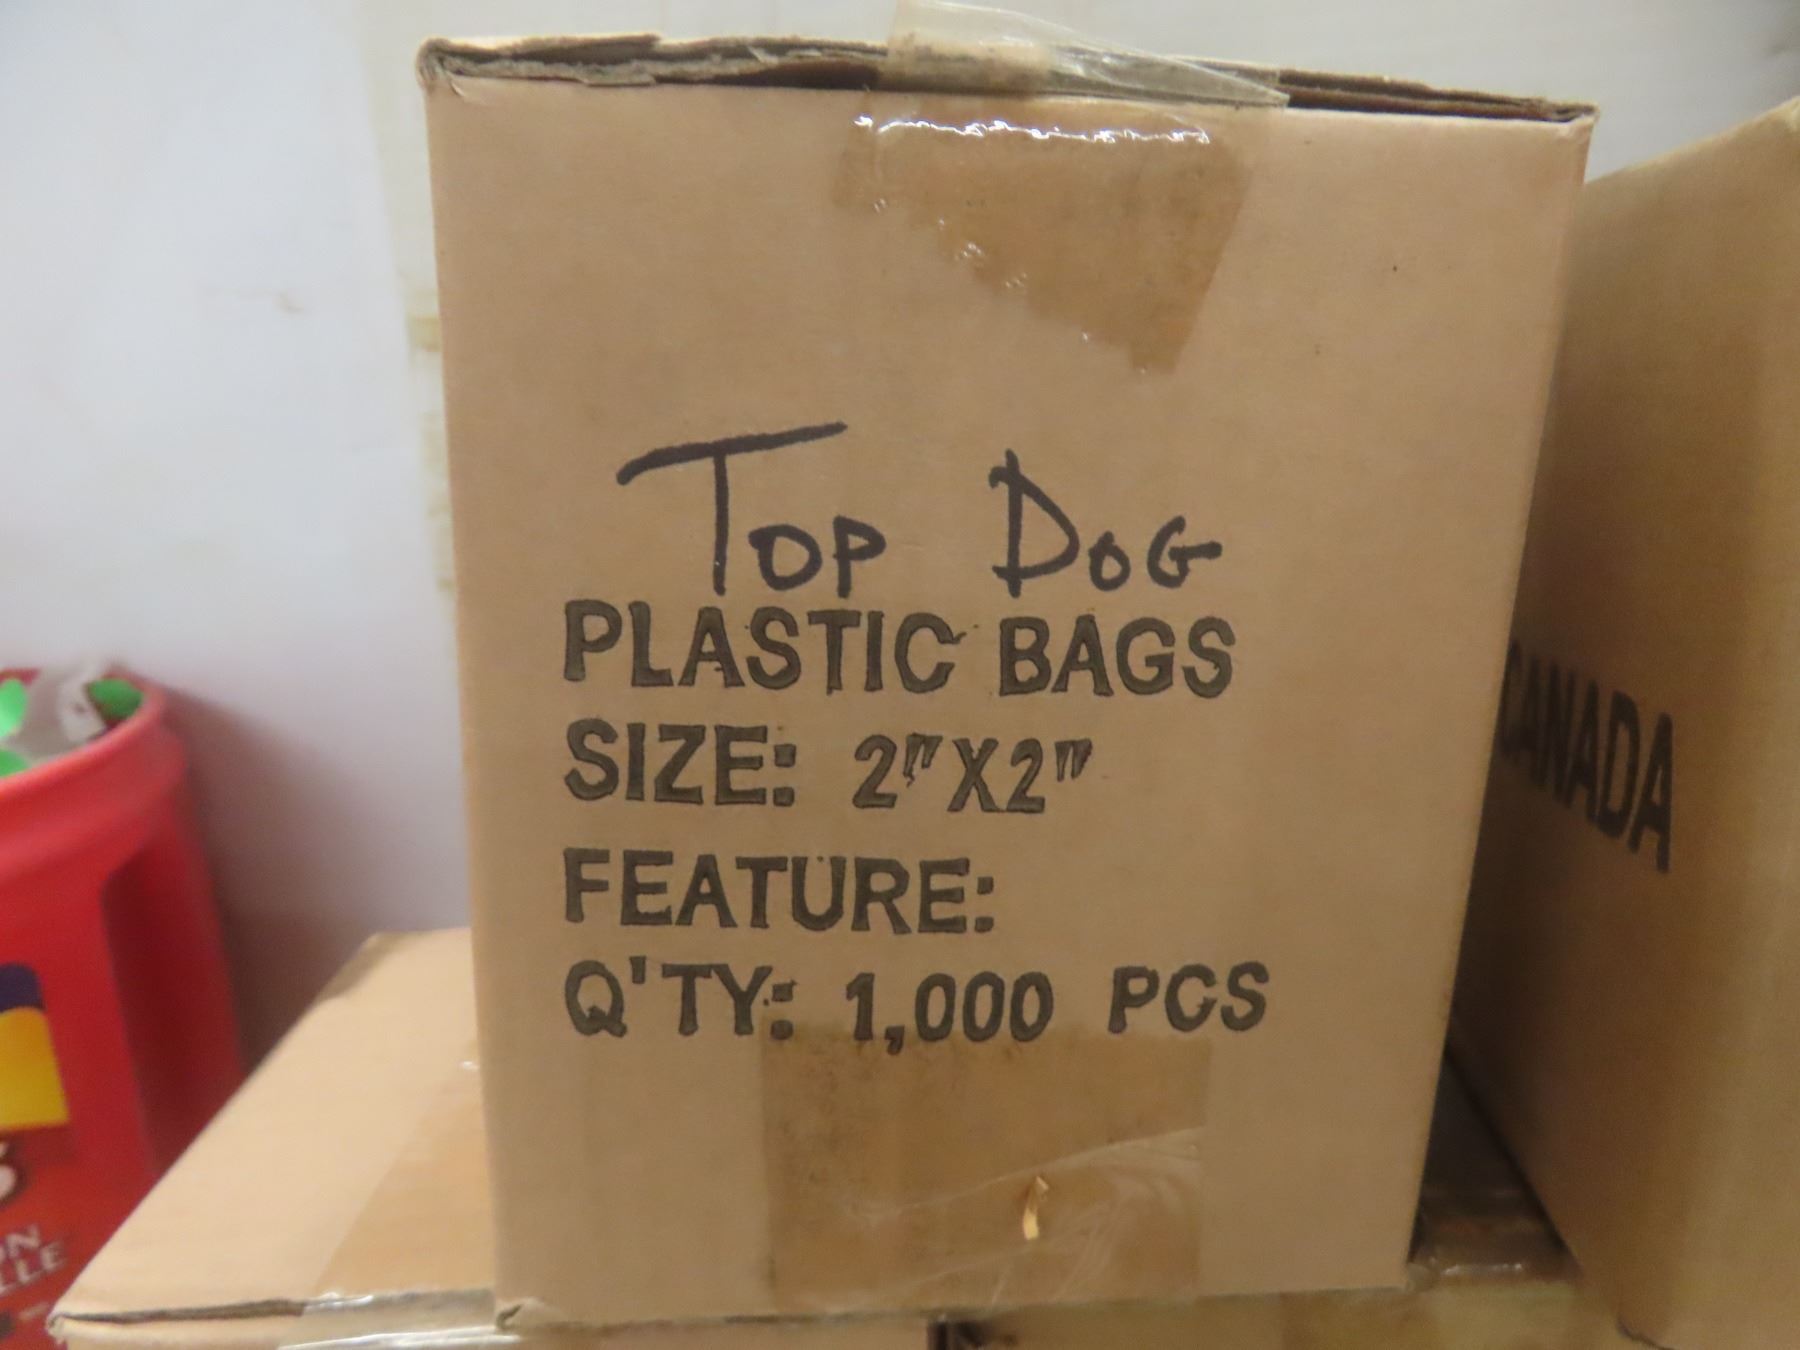 Top Dog
PLASTIC BAGS
SIZE: 2"X2"
FEATURE:
Q'TY: 1,000 PCS
CANADA